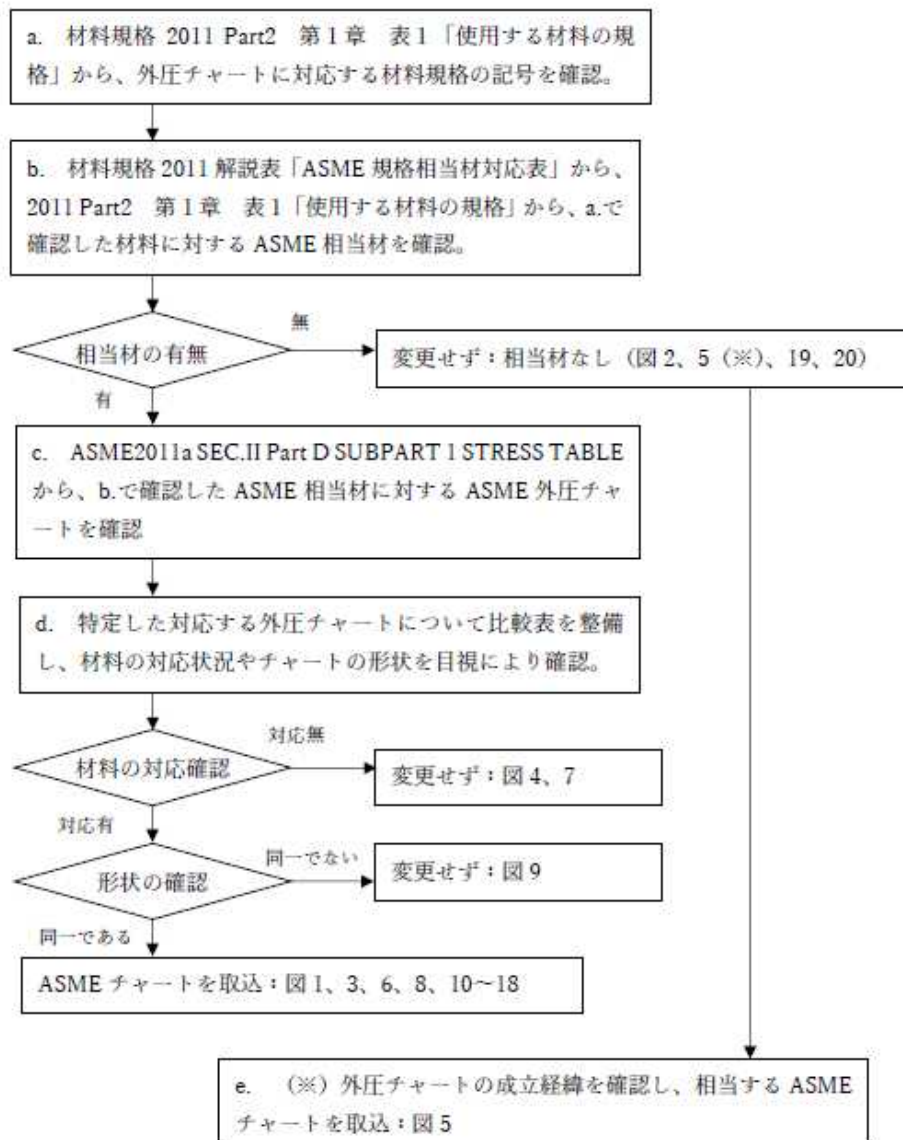 a. 材料規格 2011 Part2 第1章 表1「使用する材料の規
格」から、外圧チャートに対応する材料規格の記号を確認。
b. 材料規格 2011 解説表「ASME 規格相当材対応表」から、
2011 Part2 第1章 表1「使用する材料の規格」から、a.で
確認した材料に対する ASME 相当材を確認。
相当材の有無
無
変更せず：相当材なし（図 2、5（※）、19、20）
有
c. ASME2011a SEC.II Part D SUBPART 1 STRESS TABLE
から、b.で確認した ASME 相当材に対する ASME 外圧チャ
ートを確認
d. 特定した対応する外圧チャートについて比較表を整備
し、材料の対応状況やチャートの形状を目視により確認。
材料の対応確認
対応無
変更せず：図 4、7
対応有
形状の確認
同一でない
変更せず：図 9
同一である
ASME チャートを取込：図 1、3、6、8、10～18
e. （※）外圧チャートの成立経緯を確認し、相当する ASME
チャートを取込：図 5